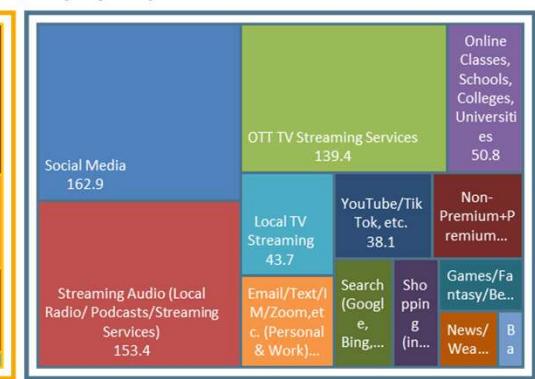 Social Media
162.9
Streaming Audio (Local
Radio/ Podcasts/Streaming
Services)
153.4
OTT TV Streaming Services
139.4
Online
Classes,
Schools,
Colleges,
Universiti
es
50.8
Local TV
Streaming
43.7
YouTube/Tik
Tok, etc.
38.1
Non-
Premium+P
remium...
Email/Text/I
M/Zoom,et
c. (Personal
& Work)...
Search
(Googl
e,
Bing,...
Sho
ppin
g
(in...
Games/Fa
ntasy/Be...
News/
Wea...
Ba